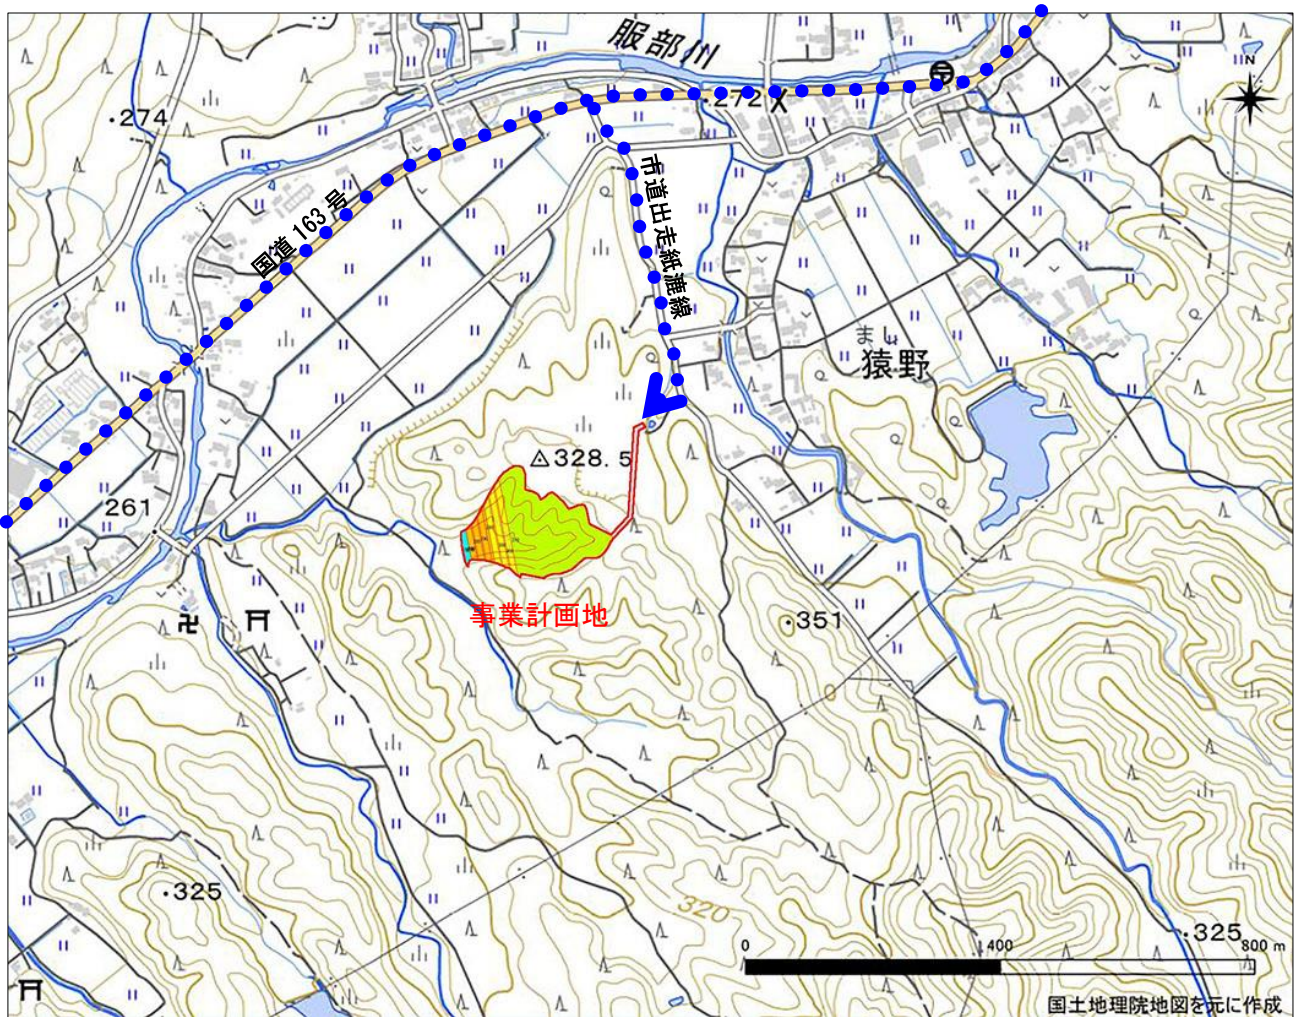 服部川
N
274
272
国道163号
市道出走紙漉線
まし
猿野
328.5
261
事業計画地
351
325
320
325
0 400 800 m
国土地理院地図を元に作成